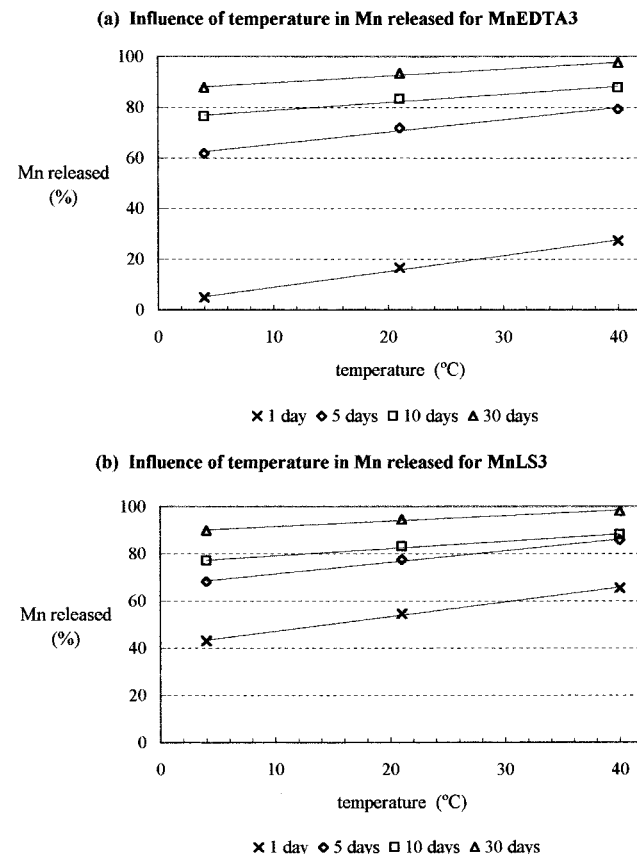 (a) Influence of temperature in Mn released for MnEDTA3
100
80
60
Mn released
(%)
40
20
0
0 10 20 30 40
temperature (ºC)
× 1 day ◇ 5 days □ 10 days △ 30 days
(b) Influence of temperature in Mn released for MnLS3
100
80
60
Mn released
(%)
40
20
0
0 10 20 30 40
temperature (ºC)
× 1 day ◇ 5 days □ 10 days △ 30 days